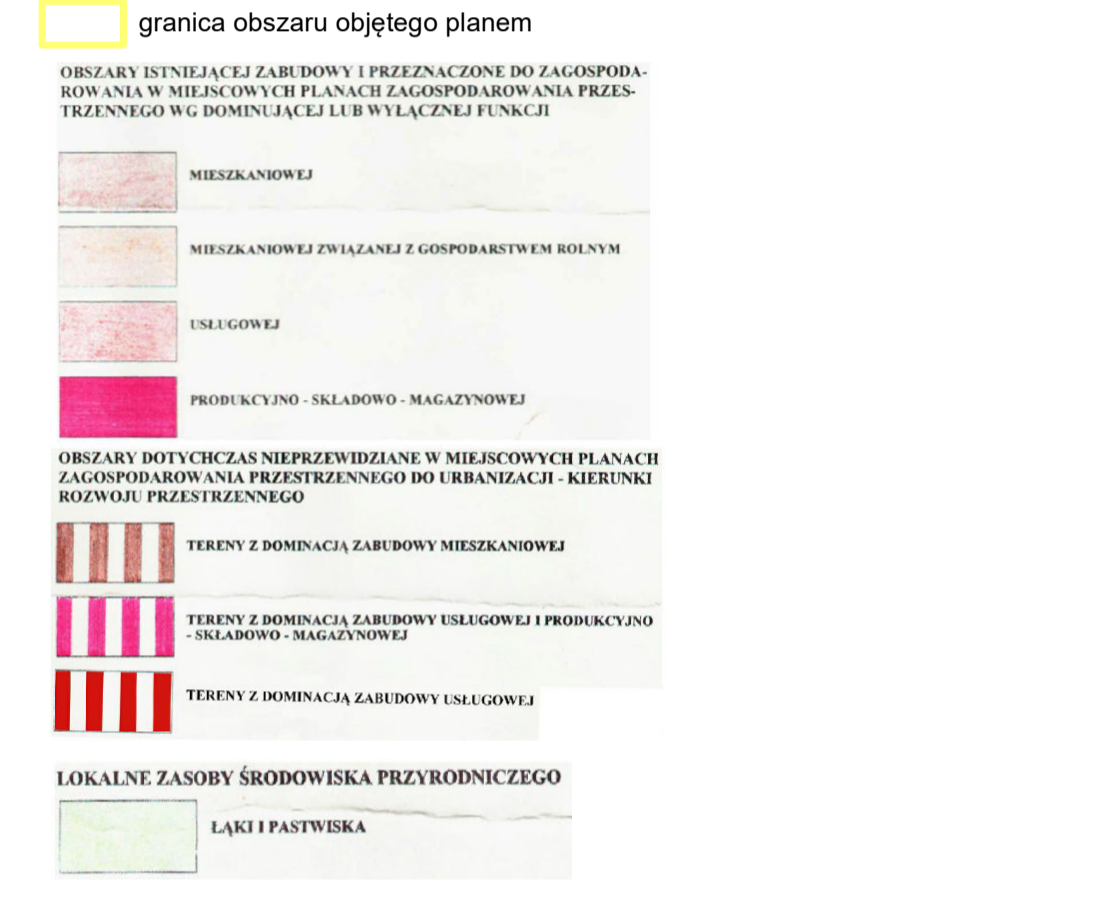 granica obszaru objętego planem
OBSZARY ISTNIEJĄCEJ ZABUDOWY I PRZEZNACZONE DO ZAGOSPODA-
ROWANIA W MIEJSCOWYCH PLANACH ZAGOSPODAROWANIA PRZES-
TRZENNEGO WG DOMINUJĄCEJ LUB WYŁĄCZNEJ FUNKCJI
MIESZKANIOWEJ
MIESZKANIOWEJ ZWIĄZANEJ Z GOSPODARSTWEM ROLNYM
USŁUGOWEJ
PRODUKCYJNO - SKŁADOWO - MAGAZYNOWEJ
OBSZARY DOTYCHCZAS NIEPRZEWIDZIANE W MIEJSCOWYCH PLANACH
ZAGOSPODAROWANIA PRZESTRZENNEGO DO URBANIZACJI - KIERUNKI
ROZWOJU PRZESTRZENNEGO
TERENY Z DOMINACJĄ ZABUDOWY MIESZKANIOWEJ
TERENY Z DOMINACJĄ ZABUDOWY USŁUGOWEJ I PRODUKCYJNO
- SKŁADOWO - MAGAZYNOWEJ
TERENY Z DOMINACJĄ ZABUDOWY USŁUGOWEJ
LOKALNE ZASOBY ŚRODOWISKA PRZYRODNICZEGO
ŁĄKI I PASTWISKA